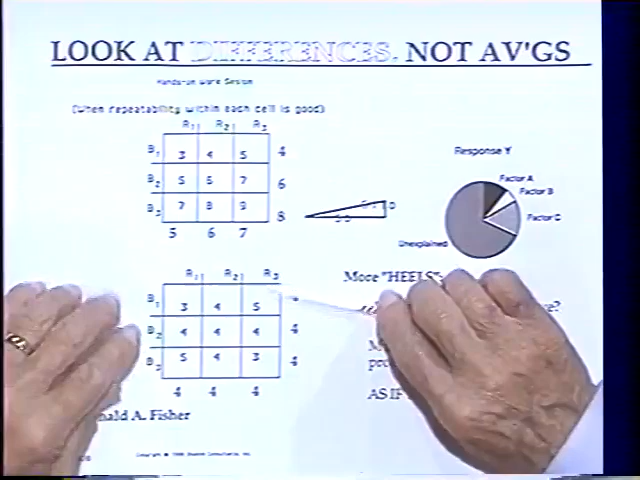 LOOK AT DIFFERENCES. NOT AV'GS
Hands-on Work Session
(When repeatability within each cell is good)
A1 A2 A3
B1 3 4 5 4
B2 5 5 7 6
B3 7 8 9 8
5 6 7
Response Y
Factor A
Factor B
Factor C
Unexplained
A1 A2 A3
B1 3 4 5
B2 4 4 4 4
B3 5 4 3 4
4 4 4
More "HEELS"
AS IF
nald A. Fisher